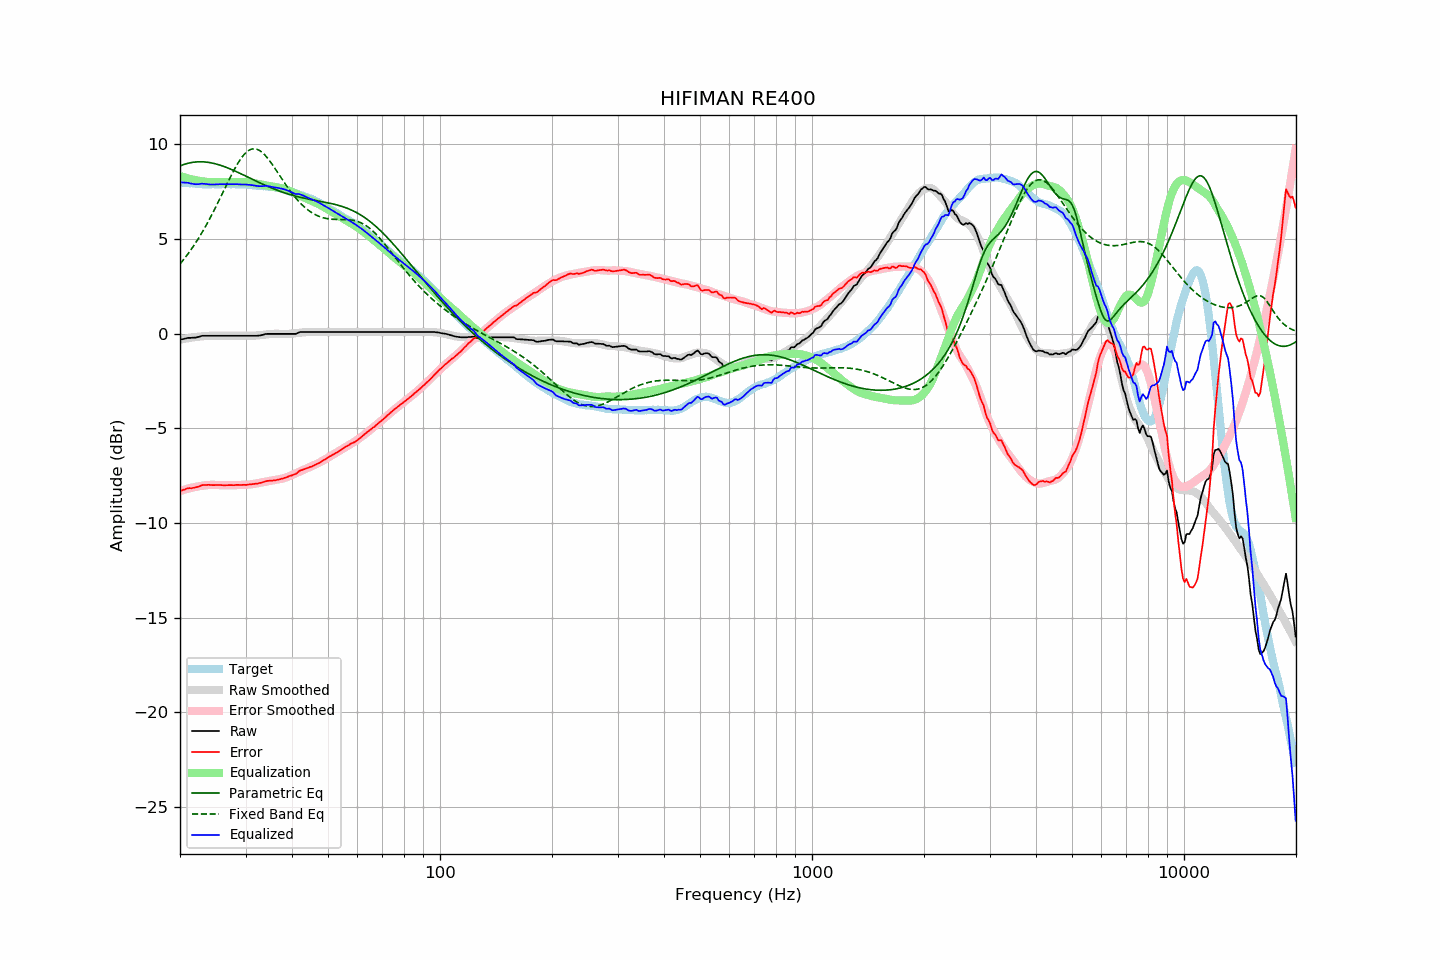 HIFIMAN RE400
10
5
0
−5
−10
−15
−20
−25
Amplitude (dBr)
Target
Raw Smoothed
Error Smoothed
Raw
Error
Equalization
Parametric Eq
Fixed Band Eq
Equalized
100
1000
10000
Frequency (Hz)